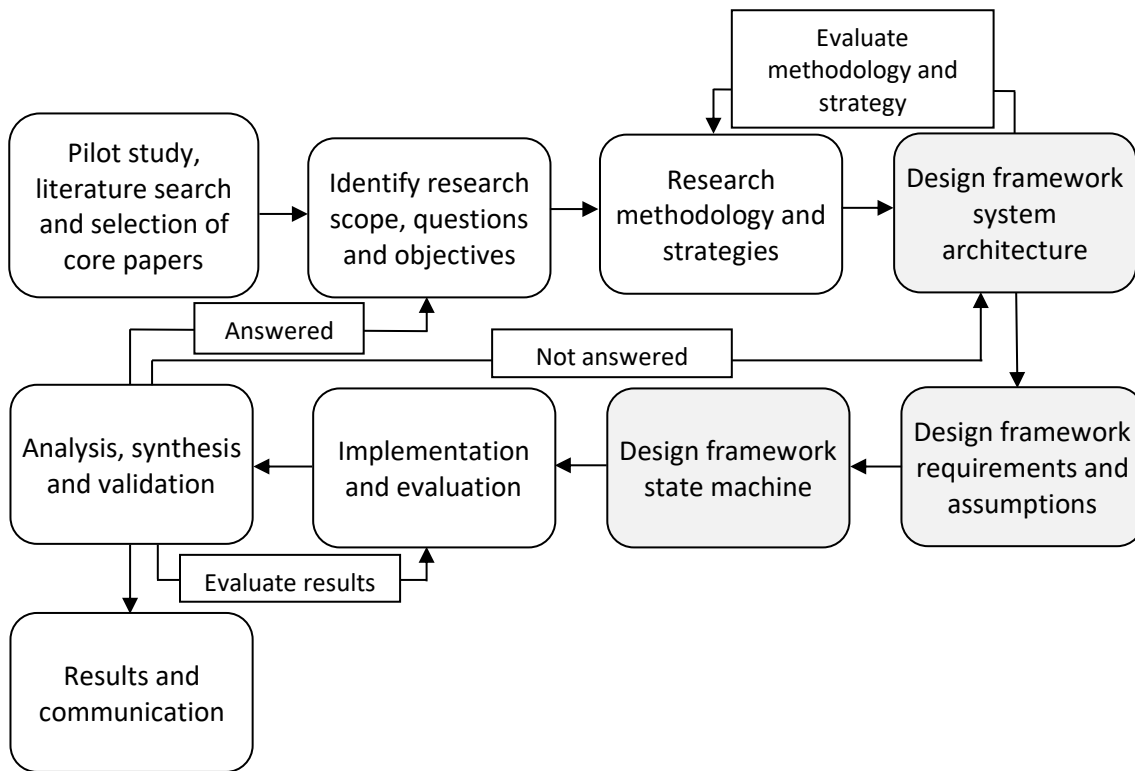 Evaluate
methodology and
strategy
Pilot study,
literature search
and selection of
core papers
Identify research
scope, questions
and objectives
Research
methodology and
strategies
Design framework
system
architecture
Answered
Not answered
Analysis, synthesis
and validation
Implementation
and evaluation
Design framework
state machine
Design framework
requirements and
assumptions
Evaluate results
Results and
communication